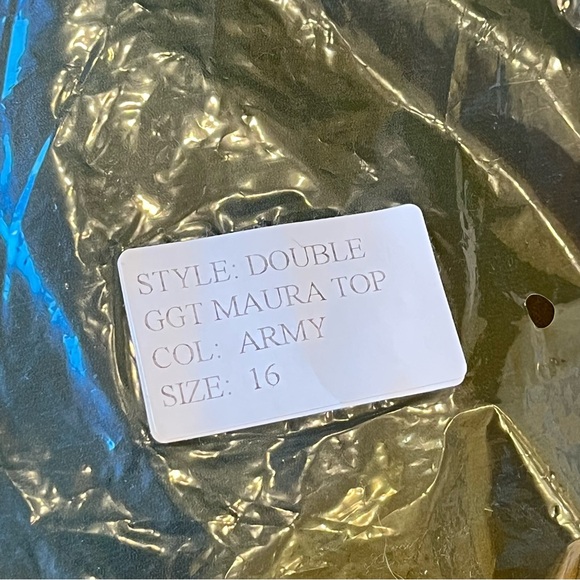 STYLE: DOUBLE
GGT MAURA TOP
COL: ARMY
SIZE: 16